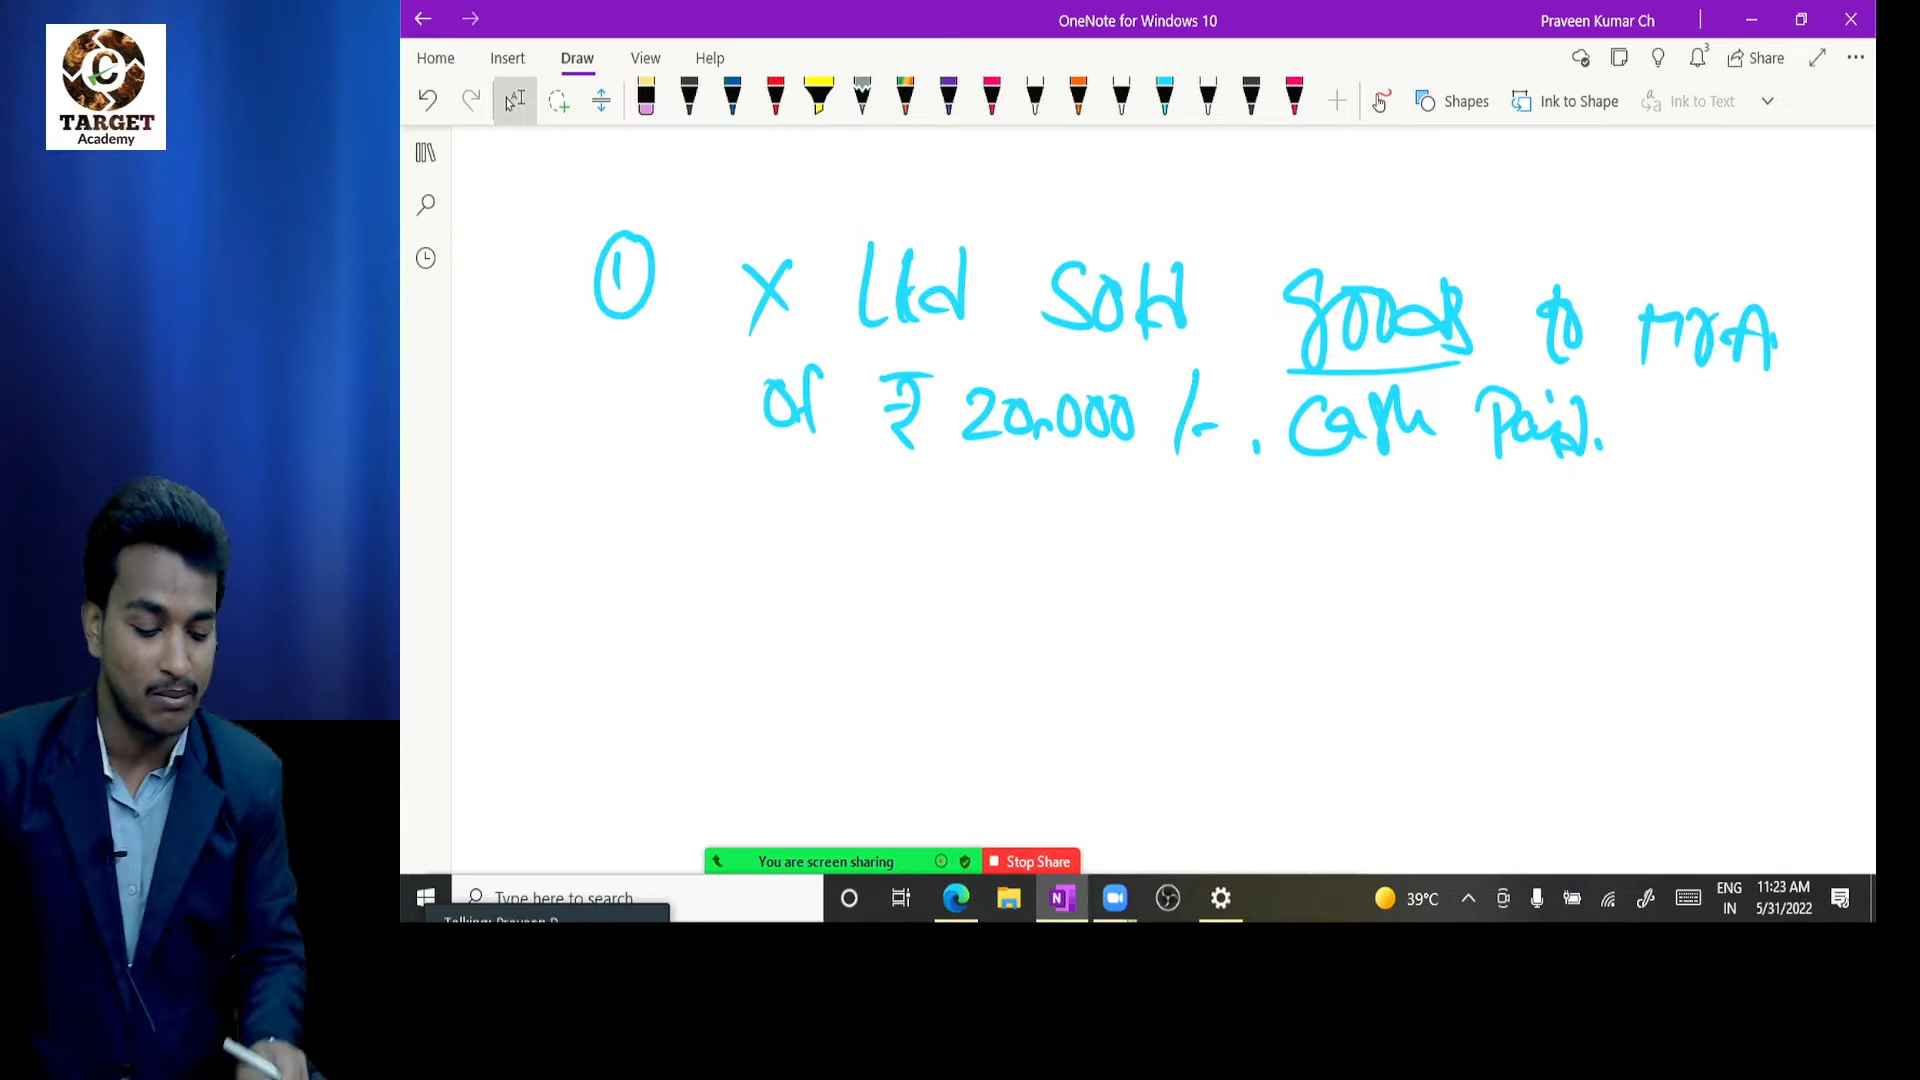 TARGET
Academy
OneNote for Windows 10
Praveen Kumar Ch
Home Insert Draw View Help
3
Share
Shapes
Ink to Shape
Ink to Text
① X Ltd Sold goods to Mr A.
of ₹ 20,000 /- . Cash Paid.
You are screen sharing
Stop Share
Type here to search
39°C
ENG
IN
11:23 AM
5/31/2022